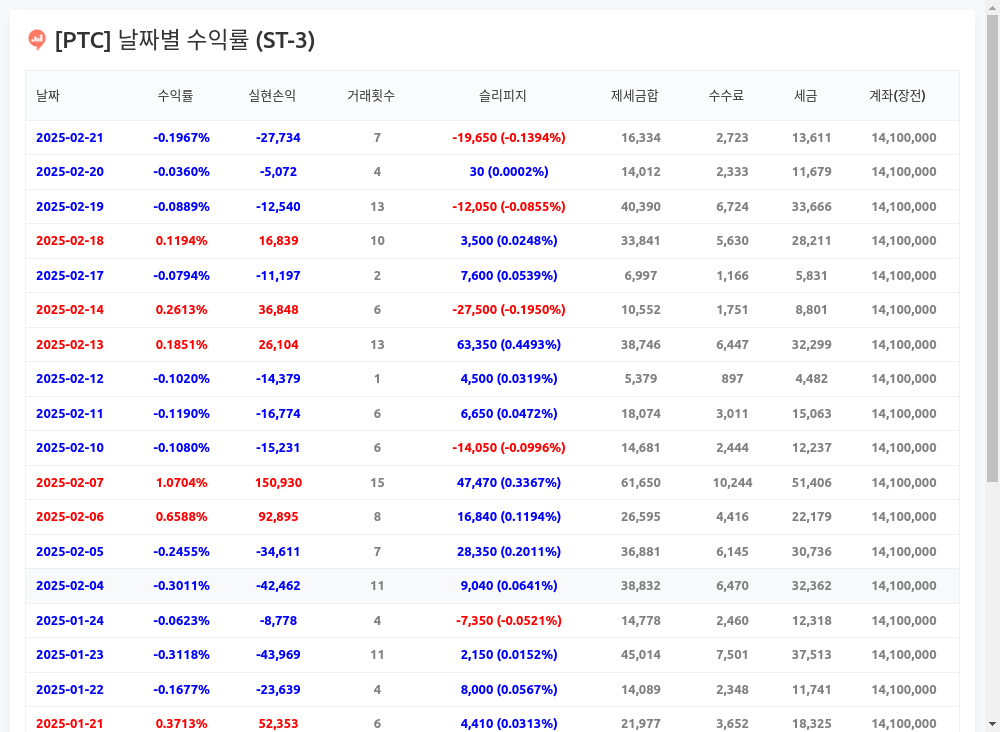 [PTC] 날짜별 수익률 (ST-3)
날짜 수익률 실현손익 거래횟수 슬리피지 제세금합 수수료 세금 계좌(장전)
2025-02-21 -0.1967% -27,734 7 -19,650 (-0.1394%) 16,334 2,723 13,611 14,100,000
2025-02-20 -0.0360% -5,072 4 30 (0.0002%) 14,012 2,333 11,679 14,100,000
2025-02-19 -0.0889% -12,540 13 -12,050 (-0.0855%) 40,390 6,724 33,666 14,100,000
2025-02-18 0.1194% 16,839 10 3,500 (0.0248%) 33,841 5,630 28,211 14,100,000
2025-02-17 -0.0794% -11,197 2 7,600 (0.0539%) 6,997 1,166 5,831 14,100,000
2025-02-14 0.2613% 36,848 6 -27,500 (-0.1950%) 10,552 1,751 8,801 14,100,000
2025-02-13 0.1851% 26,104 13 63,350 (0.4493%) 38,746 6,447 32,299 14,100,000
2025-02-12 -0.1020% -14,379 1 4,500 (0.0319%) 5,379 897 4,482 14,100,000
2025-02-11 -0.1190% -16,774 6 6,650 (0.0472%) 18,074 3,011 15,063 14,100,000
2025-02-10 -0.1080% -15,231 6 -14,050 (-0.0996%) 14,681 2,444 12,237 14,100,000
2025-02-07 1.0704% 150,930 15 47,470 (0.3367%) 61,650 10,244 51,406 14,100,000
2025-02-06 0.6588% 92,895 8 16,840 (0.1194%) 26,595 4,416 22,179 14,100,000
2025-02-05 -0.2455% -34,611 7 28,350 (0.2011%) 36,881 6,145 30,736 14,100,000
2025-02-04 -0.3011% -42,462 11 9,040 (0.0641%) 38,832 6,470 32,362 14,100,000
2025-01-24 -0.0623% -8,778 4 -7,350 (-0.0521%) 14,778 2,460 12,318 14,100,000
2025-01-23 -0.3118% -43,969 11 2,150 (0.0152%) 45,014 7,501 37,513 14,100,000
2025-01-22 -0.1677% -23,639 4 8,000 (0.0567%) 14,089 2,348 11,741 14,100,000
2025-01-21 0.3713% 52,353 6 4,410 (0.0313%) 21,977 3,652 18,325 14,100,000